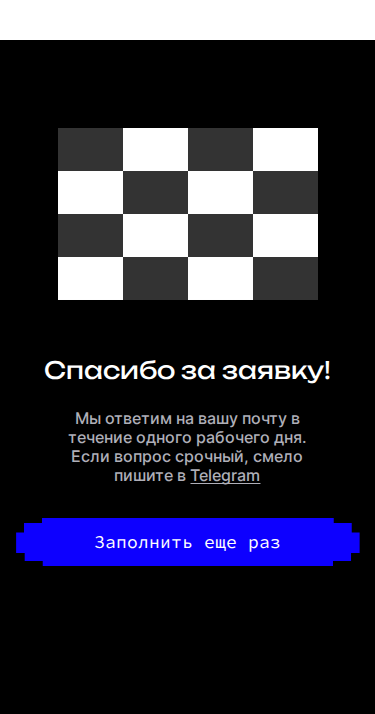 Спасибо за заявку!
Мы ответим на вашу почту в
течение одного рабочего дня.
Если вопрос срочный, смело
пишите в Telegram
Заполнить еще раз